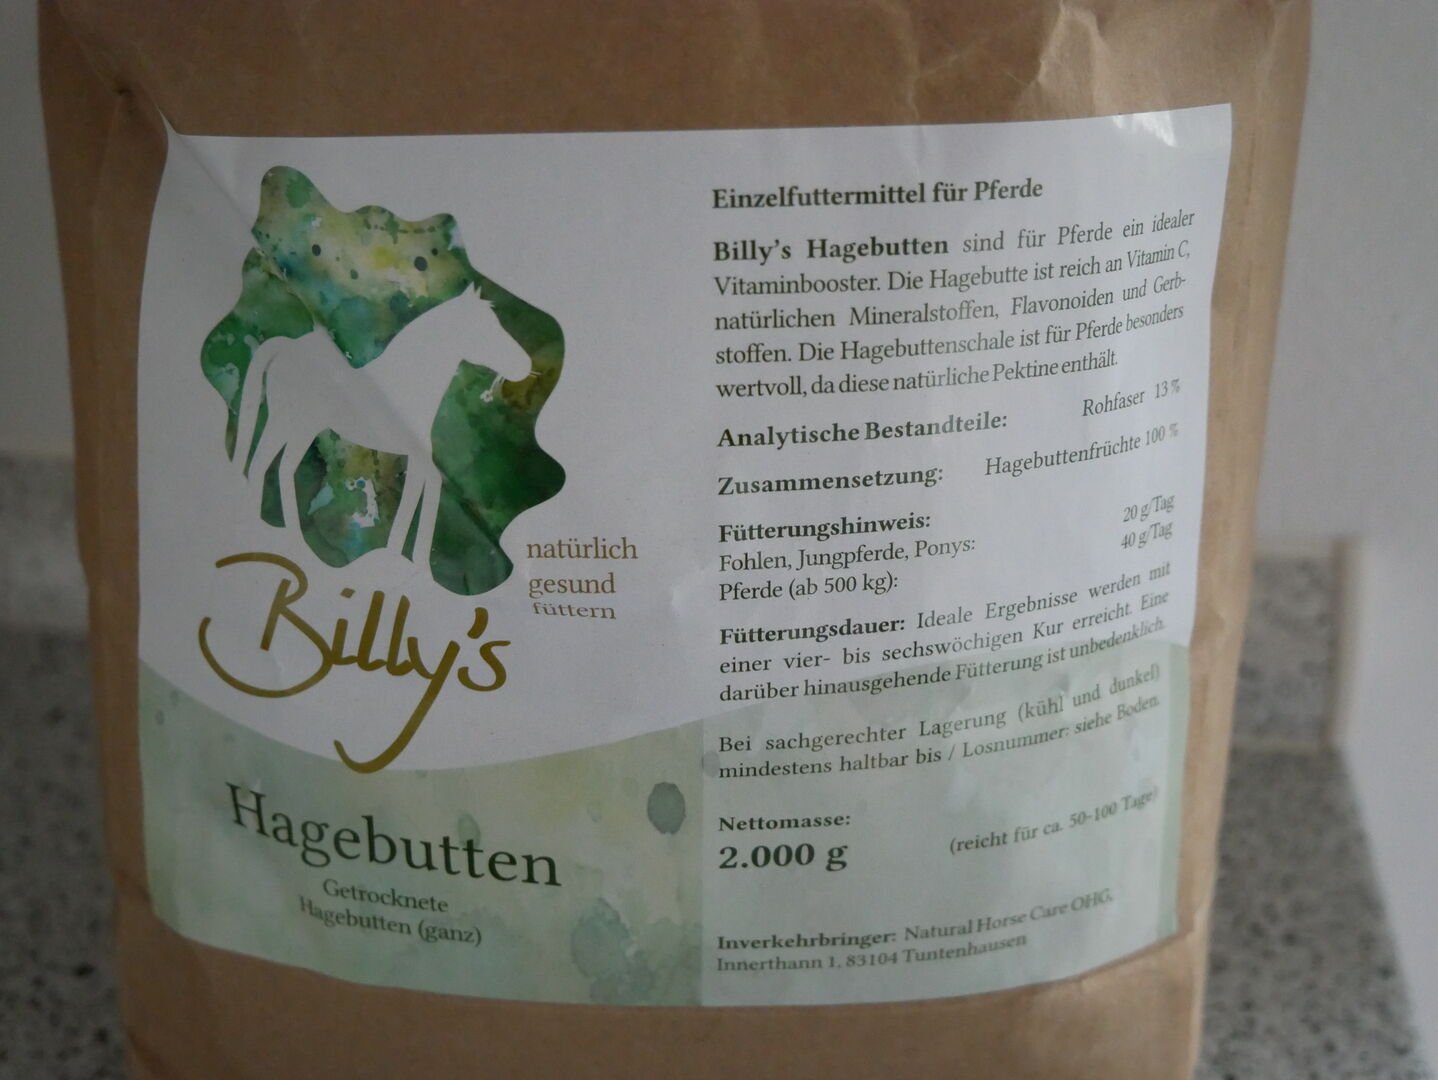 natürlich
gesund
füttern
Billy's
Hagebutten
Getrocknete
Hagebutten (ganz)
Einzelfuttermittel für Pferde
Billy's Hagebutten sind für Pferde ein idealer
Vitaminbooster. Die Hagebutte ist reich an Vitamin C,
natürlichen Mineralstoffen, Flavonoiden und Gerb-
stoffen. Die Hagebuttenschale ist für Pferde besonders
wertvoll, da diese natürliche Pektine enthält.
Analytische Bestandteile: Rohfaser 13 %
Zusammensetzung: Hagebuttenfrüchte 100 %
Fütterungshinweis:
Fohlen, Jungpferde, Ponys: 20 g/Tag
Pferde (ab 500 kg): 40 g/Tag
Fütterungsdauer: Ideale Ergebnisse werden mit
einer vier- bis sechswöchigen Kur erreicht. Eine
darüber hinausgehende Fütterung ist unbedenklich.
Bei sachgerechter Lagerung (kühl und dunkel)
mindestens haltbar bis / Losnummer: siehe Boden.
Nettomasse:
2.000 g (reicht für ca. 50-100 Tage)
Inverkehrbringer: Natural Horse Care OHG,
Innerthann 1, 83104 Tuntenhausen